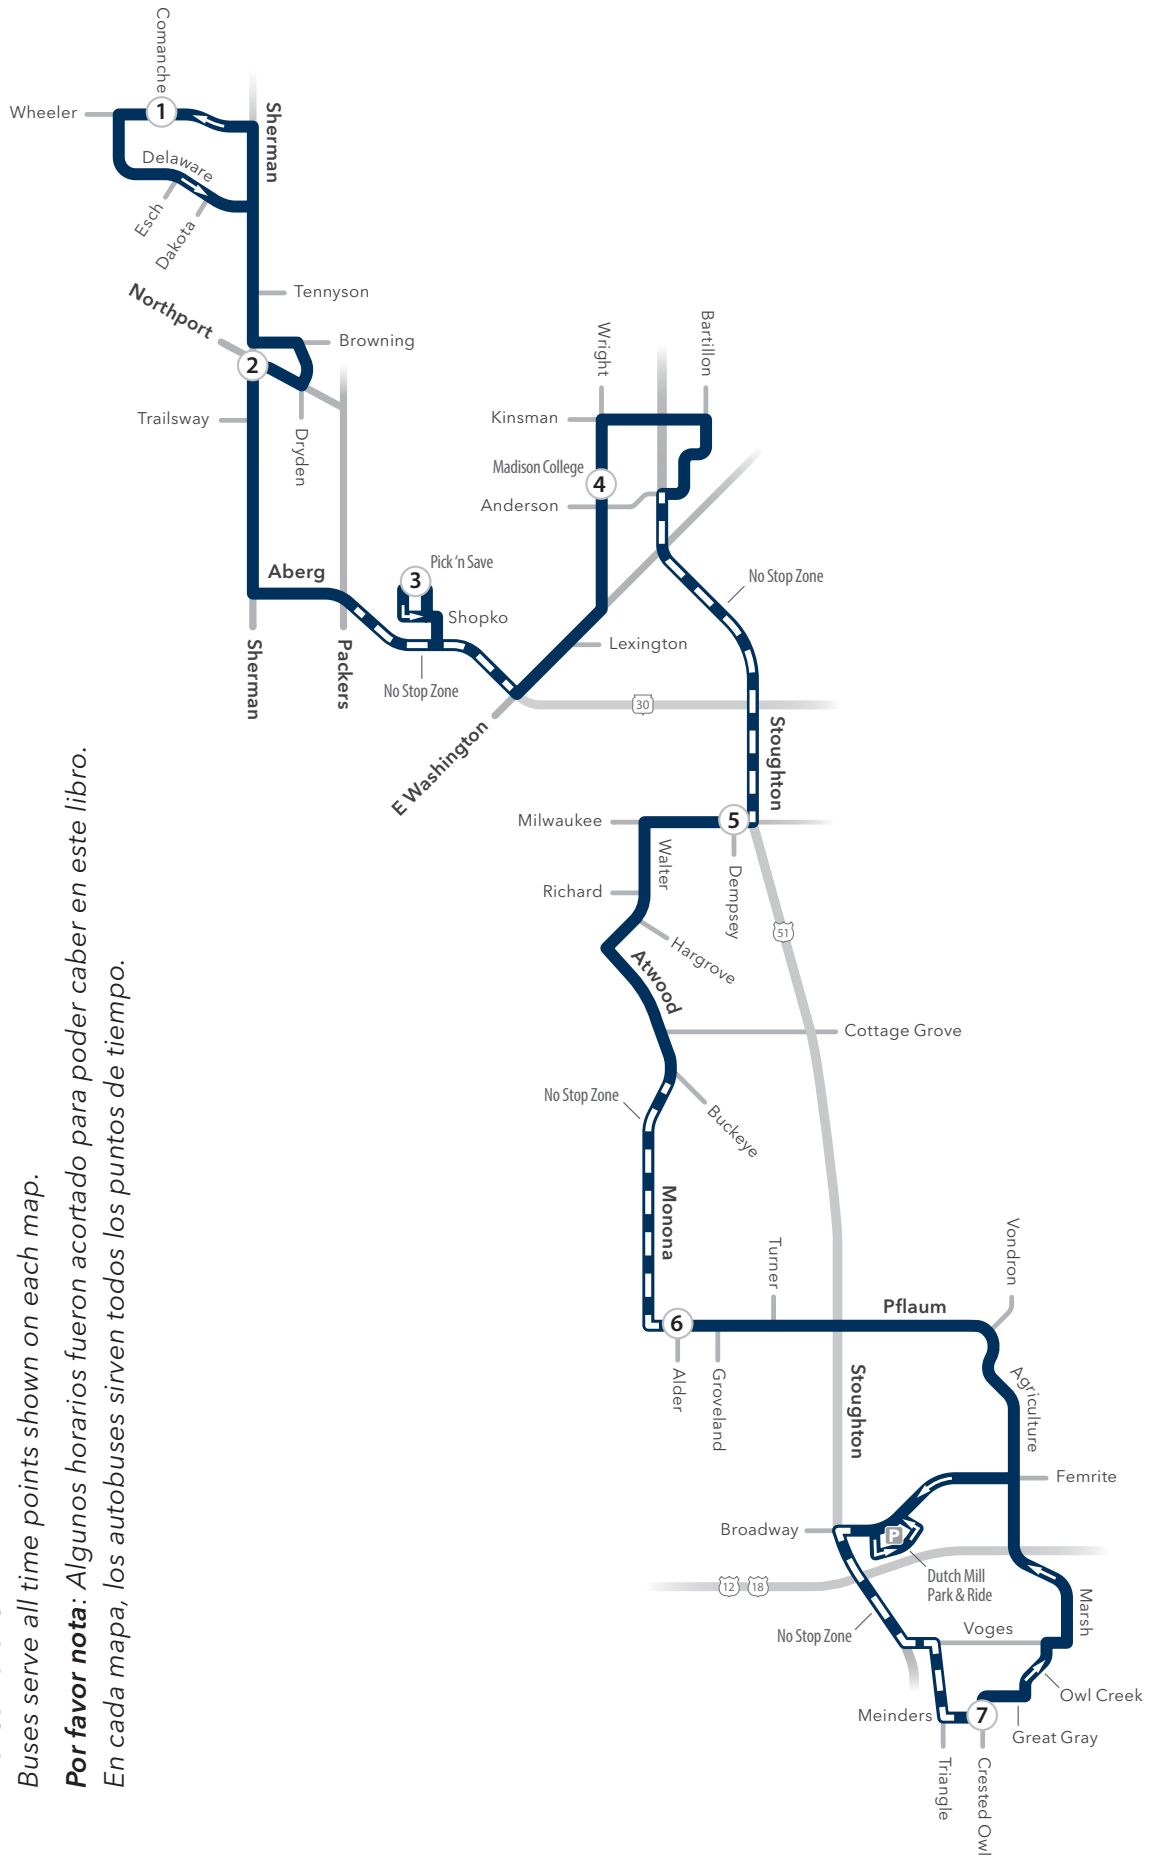 Comanche
1
Wheeler
Sherman
Delaware
Esch
Dakota
Tennyson
Northport
Browning
2
Trailsway
Dryden
Wright
Bartillon
Kinsman
Madison College
4
Anderson
Aberg
Pick ‘n Save
3
Shopko
No Stop Zone
Lexington
Sherman
Packers
No Stop Zone
30
E Washington
Stoughton
Milwaukee
5
Walter
Dempsey
Richard
Hargrove
51
Atwood
Cottage Grove
No Stop Zone
Buckeye
Monona
Turner
Vondron
Pflaum
6
Alder
Groveland
Stoughton
Agriculture
Femrite
Broadway
P
Dutch Mill
Park & Ride
12
18
Marsh
No Stop Zone
Voges
Owl Creek
Meinders
7
Great Gray
Triangle
Crested Owl
Buses serve all time points shown on each map.
Por favor nota: Algunos horarios fueron acortado para poder caber en este libro.
En cada mapa, los autobuses sirven todos los puntos de tiempo.